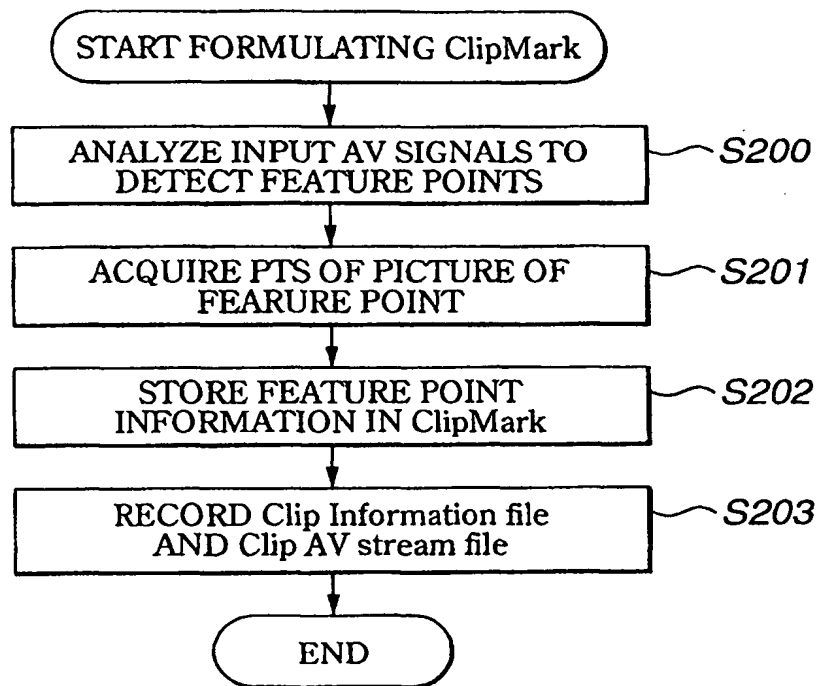 START FORMULATING ClipMark
ANALYZE INPUT AV SIGNALS TO
DETECT FEATURE POINTS
S200
ACQUIRE PTS OF PICTURE OF
FEARURE POINT
S201
STORE FEATURE POINT
INFORMATION IN ClipMark
S202
RECORD Clip Information file
AND Clip AV stream file
S203
END